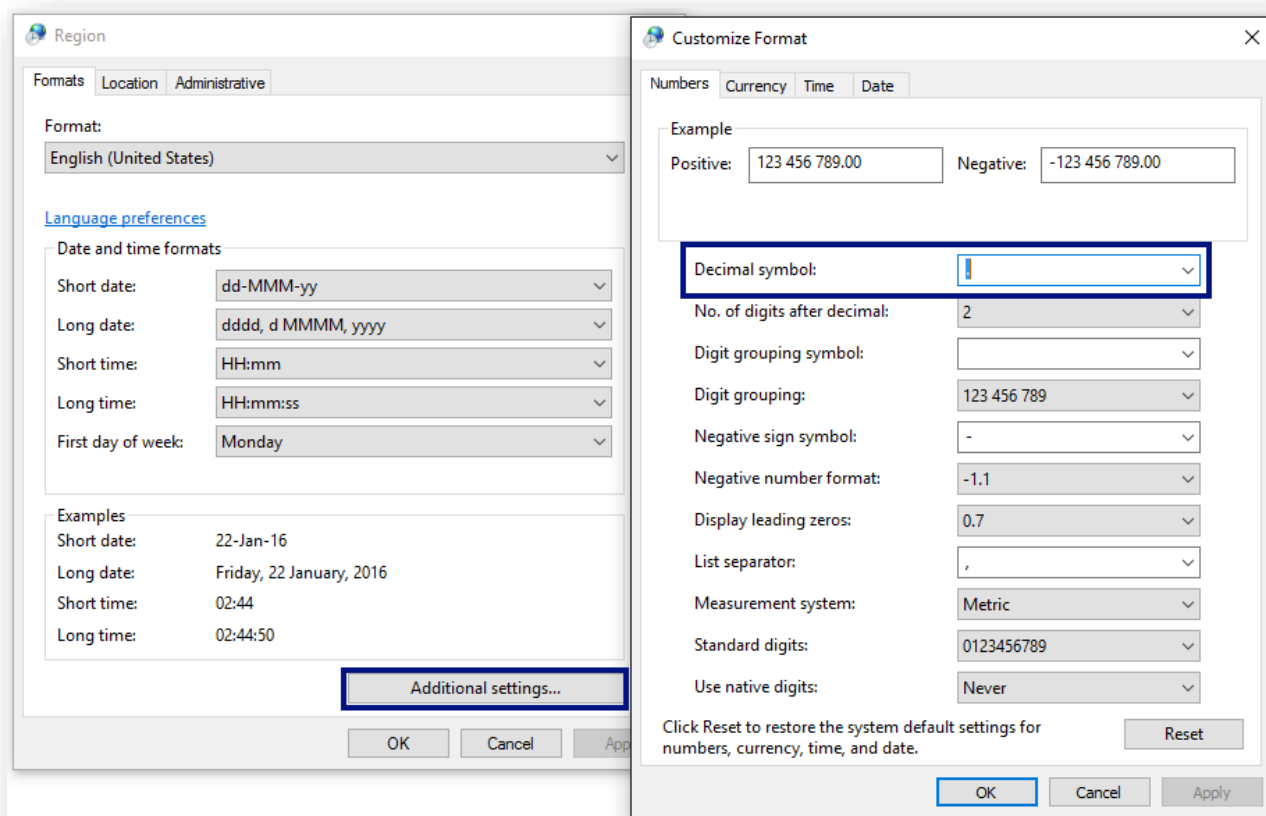 Region
Formats Location Administrative
Format:
English (United States)
Language preferences
Date and time formats
Short date: dd-MMM-yy
Long date: dddd, d MMMM, yyyy
Short time: HH:mm
Long time: HH:mm:ss
First day of week: Monday
Examples
Short date: 22-Jan-16
Long date: Friday, 22 January, 2016
Short time: 02:44
Long time: 02:44:50
Additional settings...
OK Cancel App
Customize Format
Numbers Currency Time Date
Example
Positive: 123 456 789.00 Negative: -123 456 789.00
Decimal symbol: .
No. of digits after decimal: 2
Digit grouping symbol:
Digit grouping: 123 456 789
Negative sign symbol: -
Negative number format: -1.1
Display leading zeros: 0.7
List separator: ,
Measurement system: Metric
Standard digits: 0123456789
Use native digits: Never
Click Reset to restore the system default settings for
numbers, currency, time, and date.
Reset
OK Cancel Apply